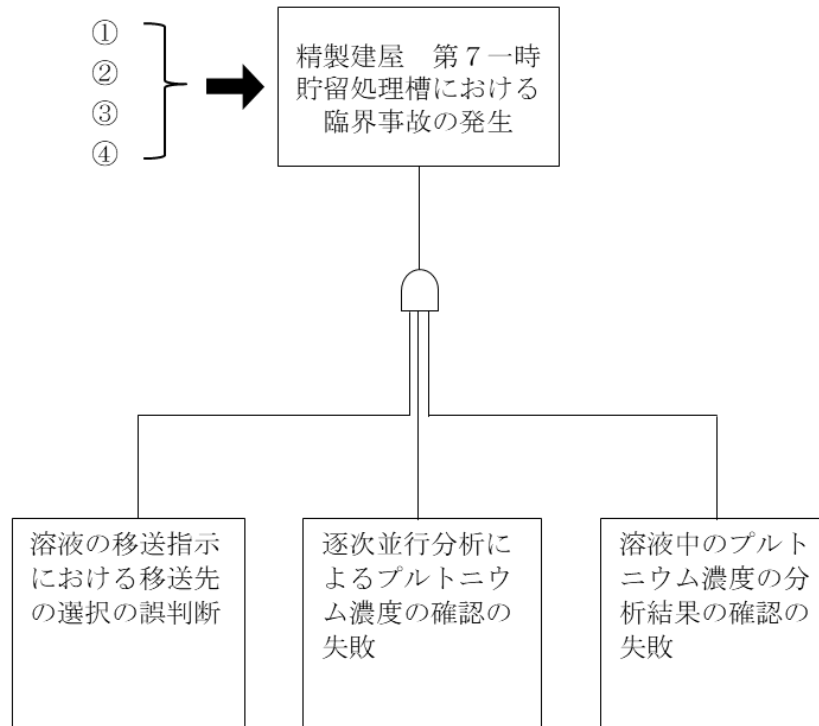 ①
②
③
④
精製建屋　第７一時
貯留処理槽における
臨界事故の発生
溶液の移送指示
における移送先
の選択の誤判断
逐次並行分析に
よるプルトニウ
ム濃度の確認の
失敗
溶液中のプルト
ニウム濃度の分
析結果の確認の
失敗